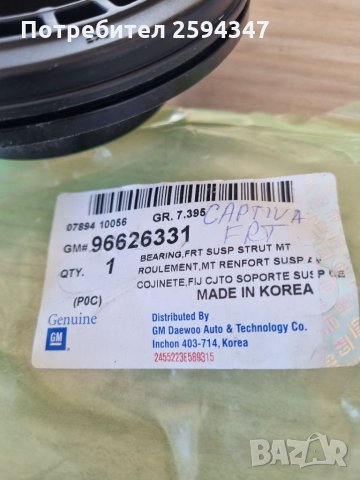 Потребител 2594347
07894 10056
GR. 7.395
CAPTIVA
FRT
GM# 96626331
QTY. 1
BEARING,FRT SUSP STRUT MT
ROULEMENT,MT RENFORT SUSP
COJINETE,FIJ CJTO SOPORTE SUSP
(P0C)
MADE IN KOREA
Genuine
GM
Distributed By
GM Daewoo Auto & Technology Co.
Inchon 403-714, Korea
2455223E589315
bazar